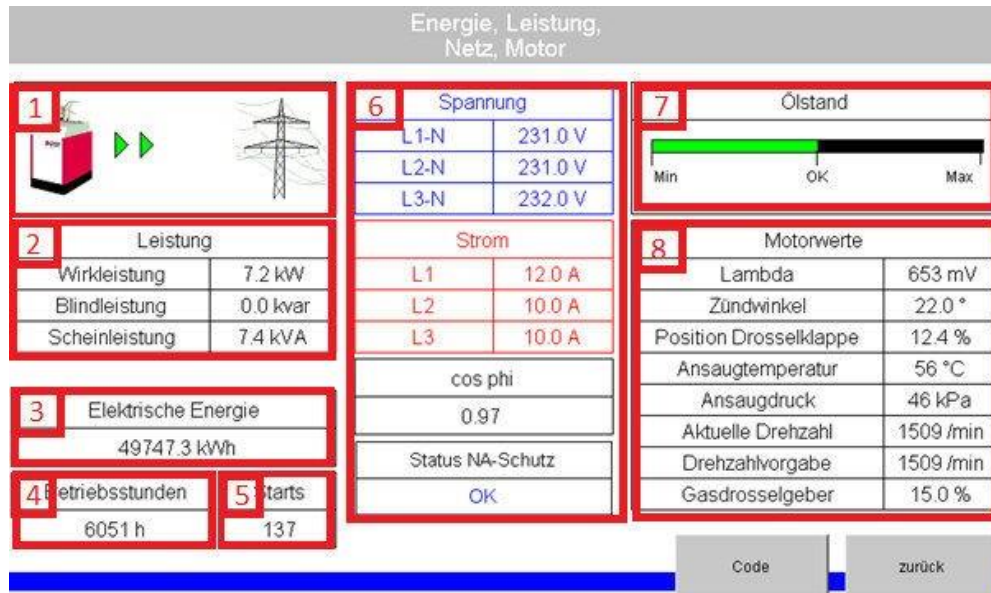 Energie, Leistung,
Netz, Motor
1
2
Leistung
Wirkleistung 7.2 kW
Blindleistung 0.0 kvar
Scheinleistung 7.4 kVA
3
Elektrische Energie
49747.3 kWh
4
Betriebsstunden
6051 h
5
Starts
137
6
Spannung
L1-N 231.0 V
L2-N 231.0 V
L3-N 232.0 V
Strom
L1 12.0 A
L2 10.0 A
L3 10.0 A
cos phi
0.97
Status NA-Schutz
OK
7
Ölstand
Min OK Max
8
Motorwerte
Lambda 653 mV
Zündwinkel 22.0 °
Position Drosselklappe 12.4 %
Ansaugtemperatur 56 °C
Ansaugdruck 46 kPa
Aktuelle Drehzahl 1509 /min
Drehzahlvorgabe 1509 /min
Gasdrosselgeber 15.0 %
Code
zurück